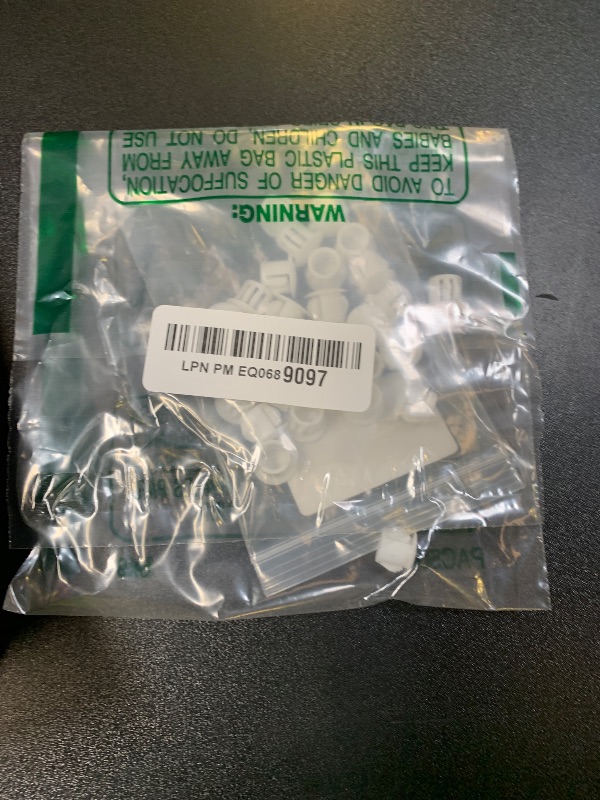 WARNING:
TO AVOID DANGER OF SUFFOCATION,
KEEP THIS PLASTIC BAG AWAY FROM
BABIES AND CHILDREN, DO NOT USE
LPN PM EQ0689097